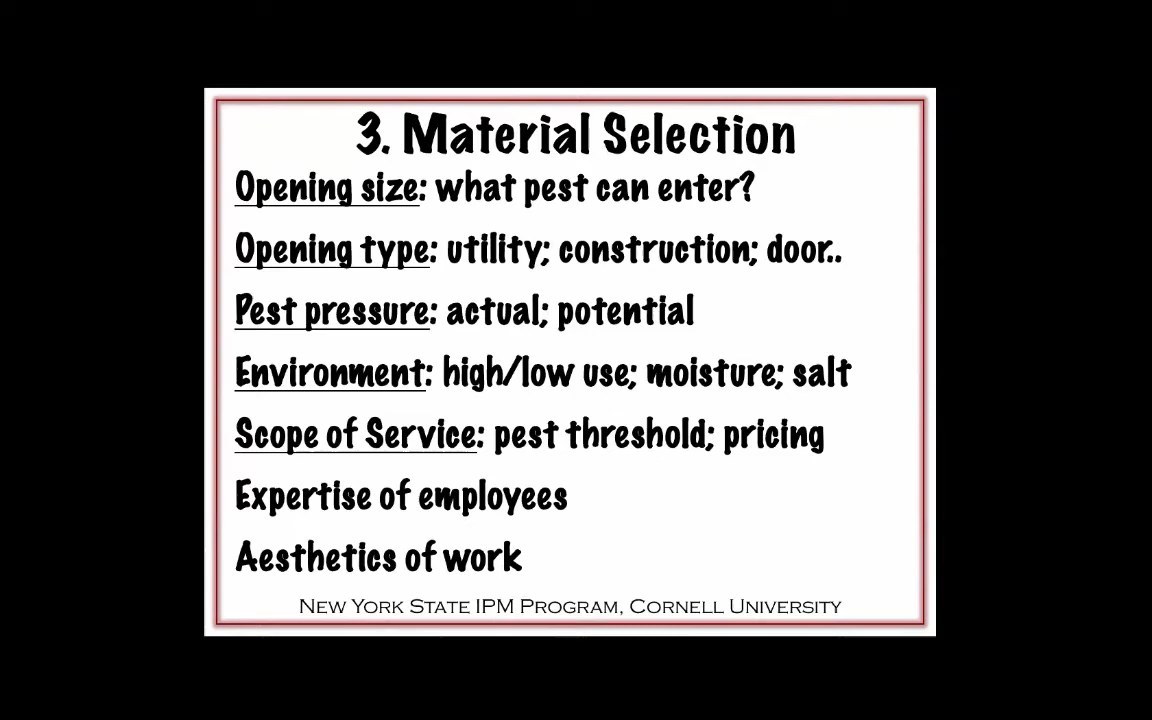 3. Material Selection
Opening size: what pest can enter?
Opening type: utility; construction; door..
Pest pressure: actual; potential
Environment: high/low use; moisture; salt
Scope of Service: pest threshold; pricing
Expertise of employees
Aesthetics of work
New York State IPM Program, Cornell University